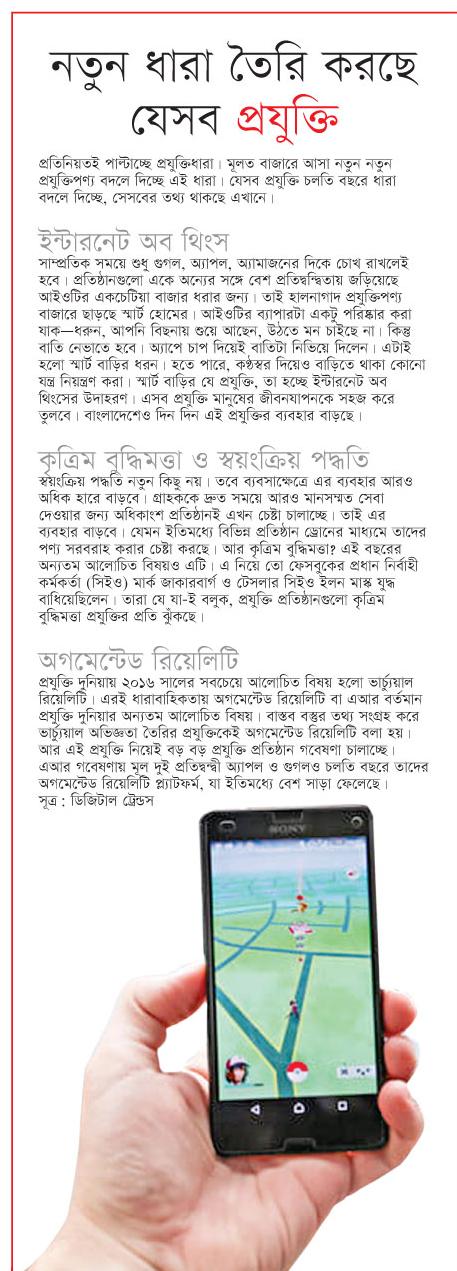 নতুন ধারা তৈরি করছে
যেসব প্রযুক্তি
প্রতিনিয়তই পাল্টাচ্ছে প্রযুক্তিধারা। মূলত বাজারে আসা নতুন নতুন
প্রযুক্তিপণ্য বদলে দিচ্ছে এই ধারা। যেসব প্রযুক্তি চলতি বছরে ধারা
বদলে দিচ্ছে, সেসবের তথ্য থাকছে এখানে।
ইন্টারনেট অব থিংস
সাম্প্রতিক সময়ে শুধু গুগল, অ্যাপল, অ্যামাজনের দিকে চোখ রাখলেই
হবে। প্রতিষ্ঠানগুলো একে অন্যের সঙ্গে বেশ প্রতিদ্বন্দ্বিতায় জড়িয়েছে
আইওটির একচেটিয়া বাজার ধরার জন্য। তাই হালনাগাদ প্রযুক্তিপণ্য
বাজারে ছাড়ছে স্মার্ট হোমের। আইওটির ব্যাপারটা একটু পরিষ্কার করা
যাক—ধরুন, আপনি বিছনায় শুয়ে আছেন, উঠতে মন চাইছে না। কিন্তু
বাতি নেভাতে হবে। অ্যাপে চাপ দিয়েই বাতিটা নিভিয়ে দিলেন। এটাই
হলো স্মার্ট বাড়ির ধরন। হতে পারে, কণ্ঠস্বর দিয়েও বাড়িতে থাকা কোনো
যন্ত্র নিয়ন্ত্রণ করা। স্মার্ট বাড়ির যে প্রযুক্তি, তা হচ্ছে ইন্টারনেট অব
থিংসের উদাহরণ। এসব প্রযুক্তি মানুষের জীবনযাপনকে সহজ করে
তুলবে। বাংলাদেশেও দিন দিন এই প্রযুক্তির ব্যবহার বাড়ছে।
কৃত্রিম বুদ্ধিমত্তা ও স্বয়ংক্রিয় পদ্ধতি
স্বয়ংক্রিয় পদ্ধতি নতুন কিছু নয়। তবে ব্যবসাক্ষেত্রে এর ব্যবহার আরও
অধিক হারে বাড়বে। গ্রাহককে দ্রুত সময়ে আরও মানসম্মত সেবা
দেওয়ার জন্য অধিকাংশ প্রতিষ্ঠানই এখন চেষ্টা চালাচ্ছে। তাই এর
ব্যবহার বাড়বে। যেমন ইতিমধ্যে বিভিন্ন প্রতিষ্ঠান ড্রোনের মাধ্যমে তাদের
পণ্য সরবরাহ করার চেষ্টা করছে। আর কৃত্রিম বুদ্ধিমত্তা? এই বছরের
অন্যতম আলোচিত বিষয়ও এটি। এ নিয়ে তো ফেসবুকের প্রধান নির্বাহী
কর্মকর্তা (সিইও) মার্ক জাকারবার্গ ও টেসলার সিইও ইলন মাস্ক যুদ্ধ
বাধিয়েছিলেন। তারা যে যা-ই বলুক, প্রযুক্তি প্রতিষ্ঠানগুলো কৃত্রিম
বুদ্ধিমত্তা প্রযুক্তির প্রতি ঝুঁকছে।
অগমেন্টেড রিয়েলিটি
প্রযুক্তি দুনিয়ায় ২০১৬ সালের সবচেয়ে আলোচিত বিষয় হলো ভার্চ্যুয়াল
রিয়েলিটি। এরই ধারাবাহিকতায় অগমেন্টেড রিয়েলিটি বা এআর বর্তমান
প্রযুক্তি দুনিয়ার অন্যতম আলোচিত বিষয়। বাস্তব বস্তুর তথ্য সংগ্রহ করে
ভার্চ্যুয়াল অভিজ্ঞতা তৈরির প্রযুক্তিকেই অগমেন্টেড রিয়েলিটি বলা হয়।
আর এই প্রযুক্তি নিয়েই বড় বড় প্রযুক্তি প্রতিষ্ঠান গবেষণা চালাচ্ছে।
এআর গবেষণায় মূল দুই প্রতিদ্বন্দ্বী অ্যাপল ও গুগলও চলতি বছরে তাদের
অগমেন্টেড রিয়েলিটি প্ল্যাটফর্ম, যা ইতিমধ্যে বেশ সাড়া ফেলেছে।
সূত্র : ডিজিটাল ট্রেন্ডস
SONY